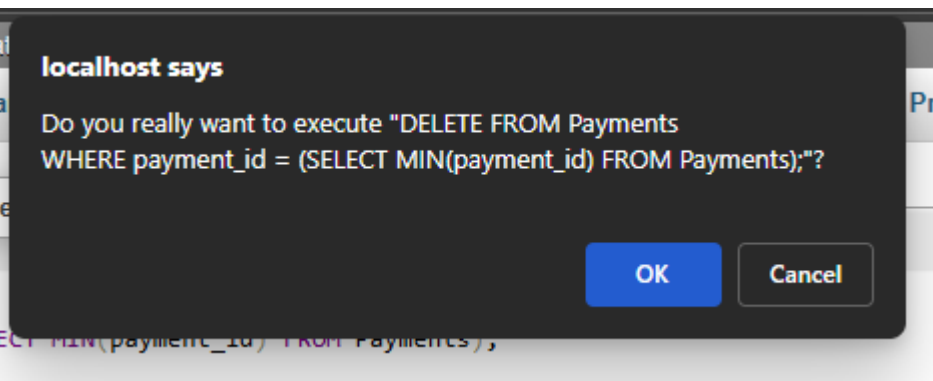 localhost says
Do you really want to execute "DELETE FROM Payments
WHERE payment_id = (SELECT MIN(payment_id) FROM Payments);"?
OK Cancel
MIN(payment_id) FROM Payments);